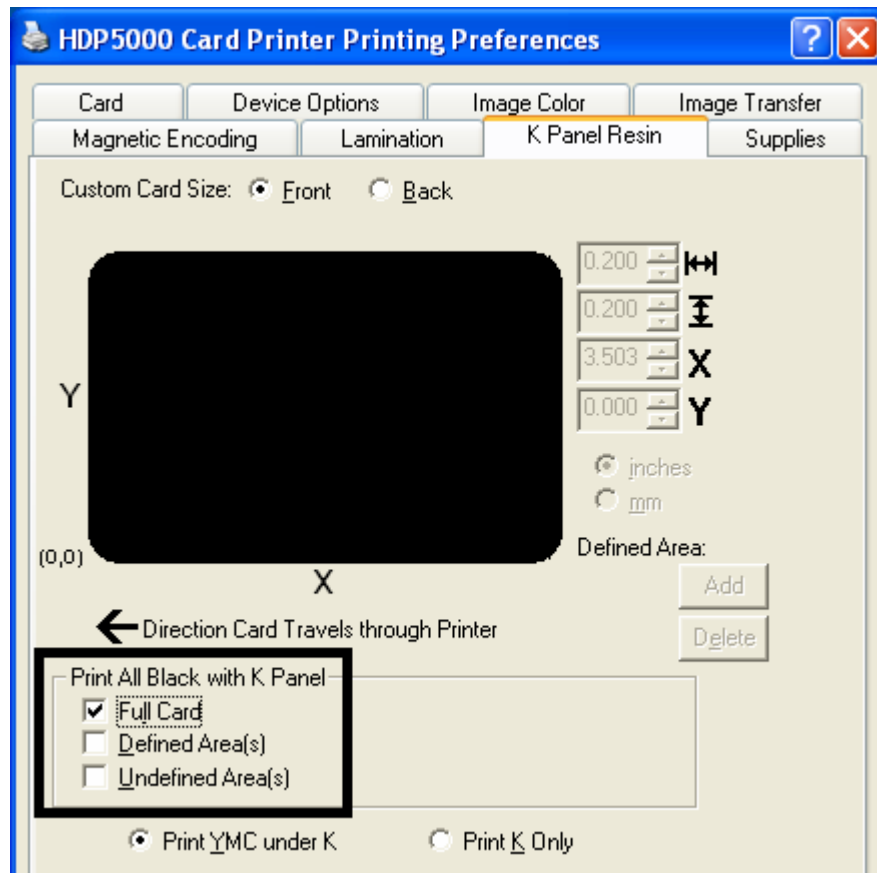 HDP5000 Card Printer Printing Preferences
Card Device Options Image Color Image Transfer
Magnetic Encoding Lamination K Panel Resin Supplies
Custom Card Size: Front Back
0.200
0.200
3.503 X
0.000 Y
Y
inches
mm
(0,0)
X
Defined Area:
Add
Direction Card Travels through Printer
Delete
Print All Black with K Panel
Full Card
Defined Area(s)
Undefined Area(s)
Print YMC under K Print K Only